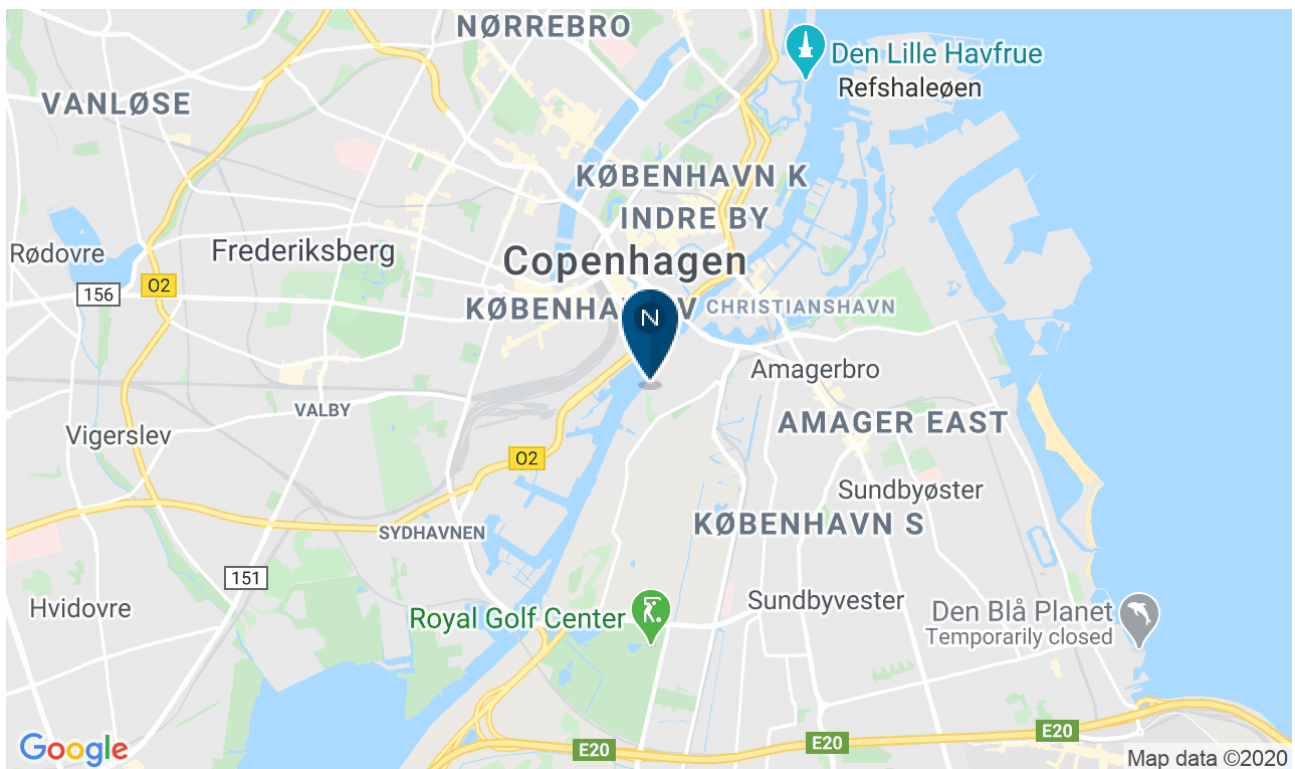 NØRREBRO
Den Lille Havfrue
Refshaleøen
VANLØSE
KØBENHAVN K
INDRE BY
Rødovre
Frederiksberg
Copenhagen
156
O2
KØBENHA V
CHRISTIANSHAVN
N
Amagerbro
VALBY
AMAGER EAST
Vigerslev
O2
Sundbyøster
SYDHAVNEN
KØBENHAVN S
151
Hvidovre
Royal Golf Center
Sundbyvester
Den Blå Planet
Temporarily closed
E20
E20
E20
Google
Map data ©2020